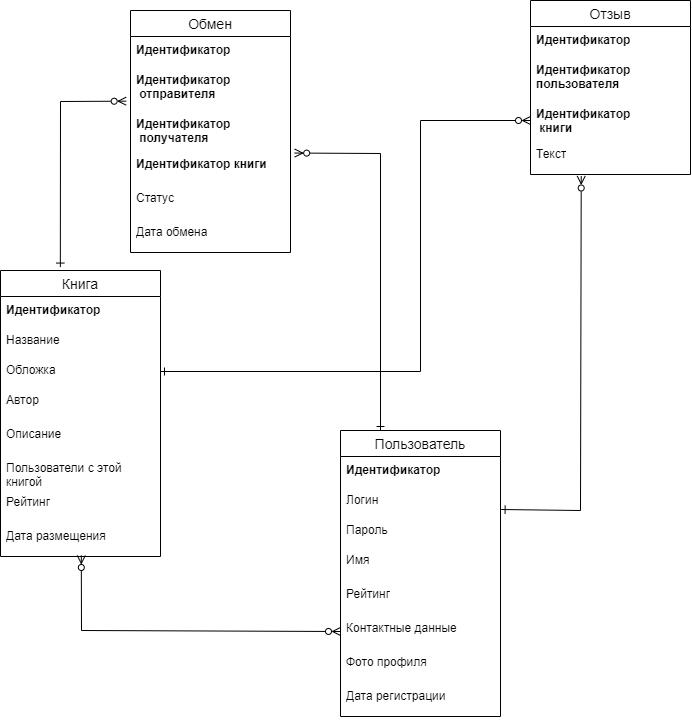 Обмен
Идентификатор
Идентификатор
отправителя
Идентификатор
получателя
Идентификатор книги
Статус
Дата обмена
Отзыв
Идентификатор
Идентификатор
пользователя
Идентификатор
книги
Текст
Книга
Идентификатор
Название
Обложка
Автор
Описание
Пользователи с этой
книгой
Рейтинг
Дата размещения
Пользователь
Идентификатор
Логин
Пароль
Имя
Рейтинг
Контактные данные
Фото профиля
Дата регистрации